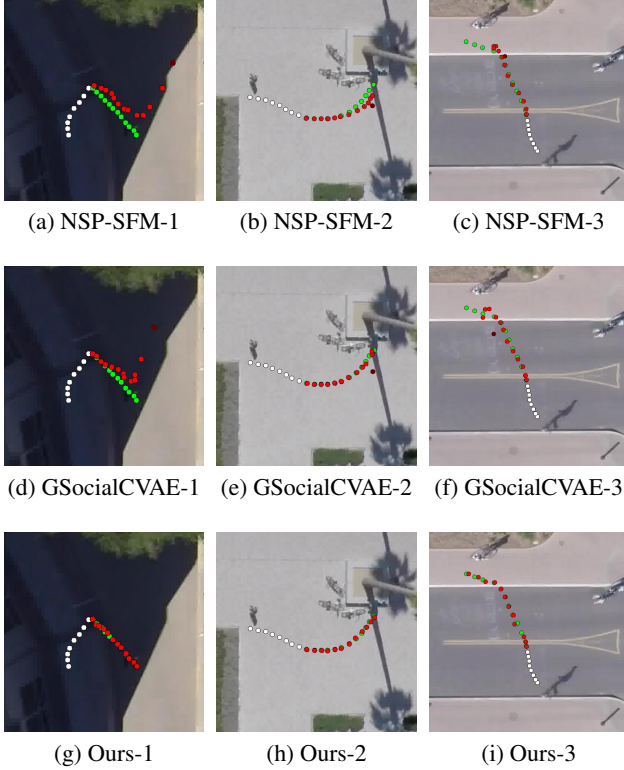 (a) NSP-SFM-1
(b) NSP-SFM-2
(c) NSP-SFM-3
(d) GSocialCVAE-1
(e) GSocialCVAE-2
(f) GSocialCVAE-3
(g) Ours-1
(h) Ours-2
(i) Ours-3